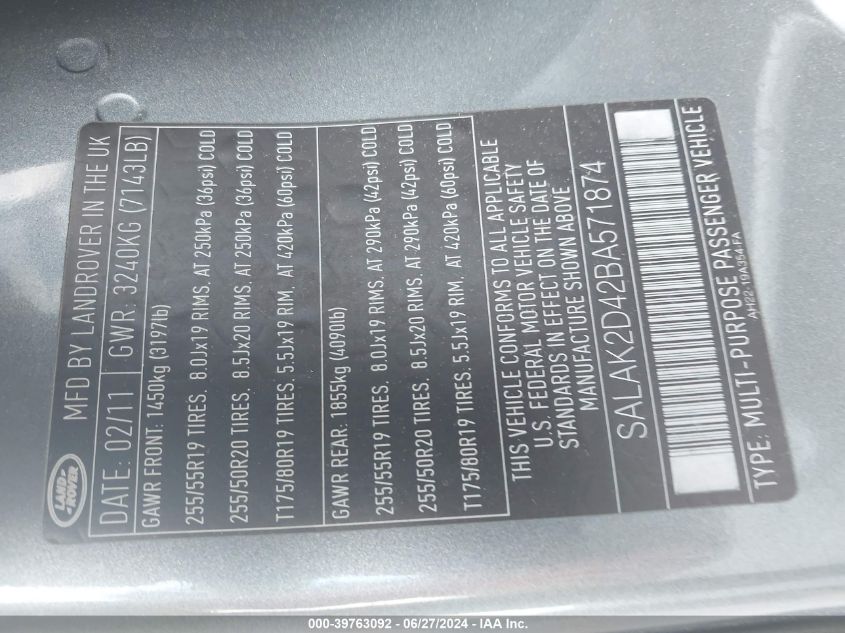 LAND
ROVER
MFD BY LANDROVER IN THE UK
DATE: 02/11 GWR: 3240KG (7143LB)
GAWR FRONT: 1450kg (3197lb)
255/55R19 TIRES. 8.0Jx19 RIMS. AT 250kPa (36psi) COLD
255/50R20 TIRES. 8.5Jx20 RIMS. AT 250kPa (36psi) COLD
T175/80R19 TIRES. 5.5Jx19 RIM. AT 420kPa (60psi) COLD
GAWR REAR: 1855kg (4090lb)
255/55R19 TIRES. 8.0Jx19 RIMS. AT 290kPa (42psi) COLD
255/50R20 TIRES. 8.5Jx20 RIMS. AT 290kPa (42psi) COLD
T175/80R19 TIRES. 5.5Jx19 RIM. AT 420kPa (60psi) COLD
THIS VEHICLE CONFORMS TO ALL APPLICABLE
U.S. FEDERAL MOTOR VEHICLE SAFETY
STANDARDS IN EFFECT ON THE DATE OF
MANUFACTURE SHOWN ABOVE
SALAK2D42BA571874
TYPE: MULTI-PURPOSE PASSENGER VEHICLE
AH22-19A364-FA
000-39763092 - 06/27/2024 - IAA Inc.